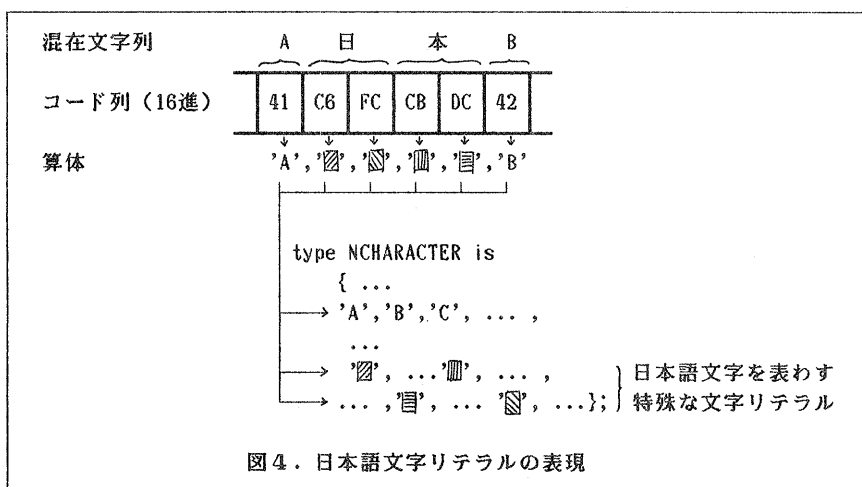 混在文字列 A 日 本 B
コード列（16進） 41 C6 FC CB DC 42
算体 'A','▨','▧','▥','▤','B'
type NCHARACTER is
{ ...
'A','B','C', ... ,
...
'▨', ...'▥', ... , 日本語文字を表わす
... ,'▤', ... '▧', ...}; 特殊な文字リテラル
図4．日本語文字リテラルの表現